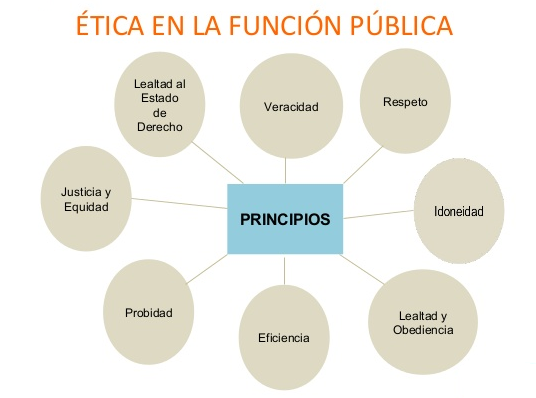 ÉTICA EN LA FUNCIÓN PÚBLICA
Lealtad al
Estado
de
Derecho
Veracidad
Respeto
Justicia y
Equidad
PRINCIPIOS
Idoneidad
Probidad
Eficiencia
Lealtad y
Obediencia